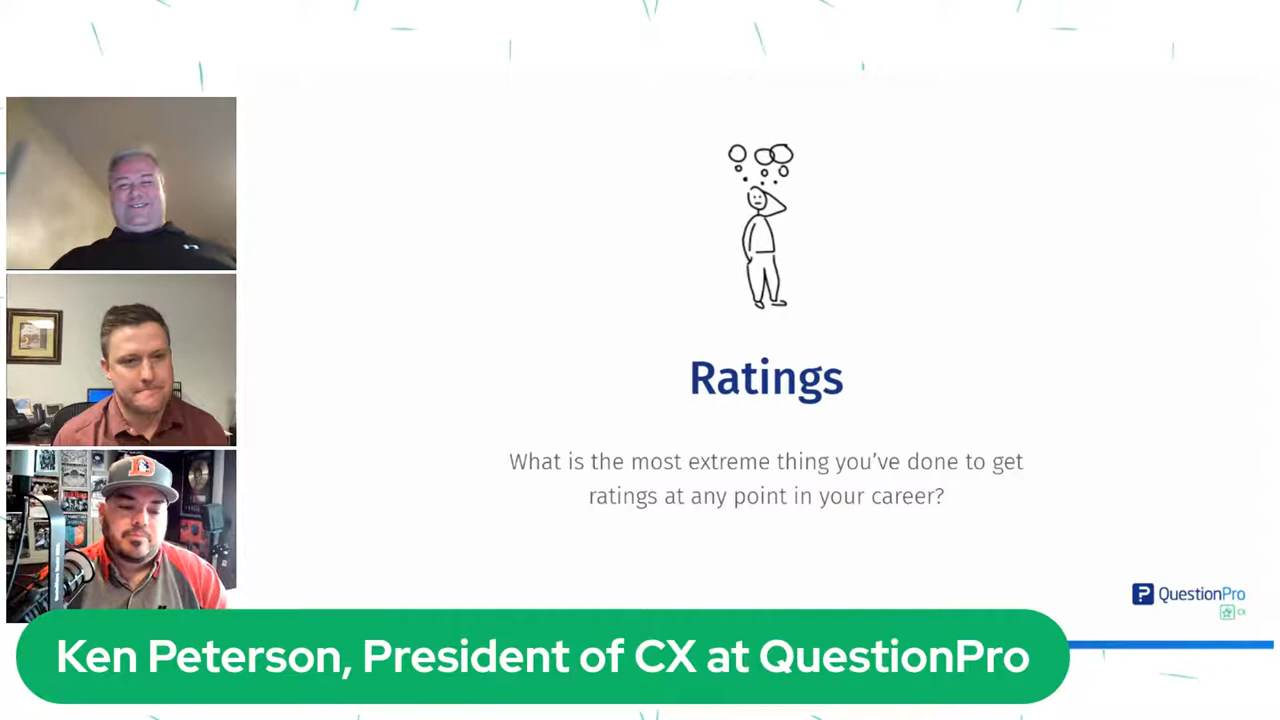 Ratings
What is the most extreme thing you’ve done to get
ratings at any point in your career?
QuestionPro
CX
Ken Peterson, President of CX at QuestionPro